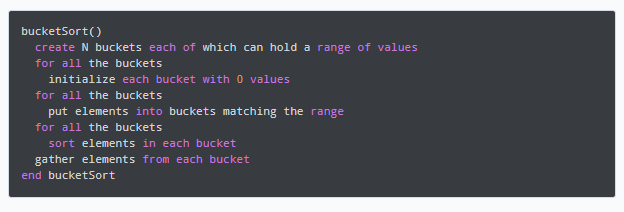 bucketSort()
  create N buckets each of which can hold a range of values
  for all the buckets
    initialize each bucket with 0 values
  for all the buckets
    put elements into buckets matching the range
  for all the buckets
    sort elements in each bucket
  gather elements from each bucket
end bucketSort